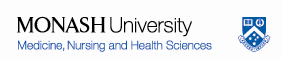 MONASH University
Medicine, Nursing and Health Sciences